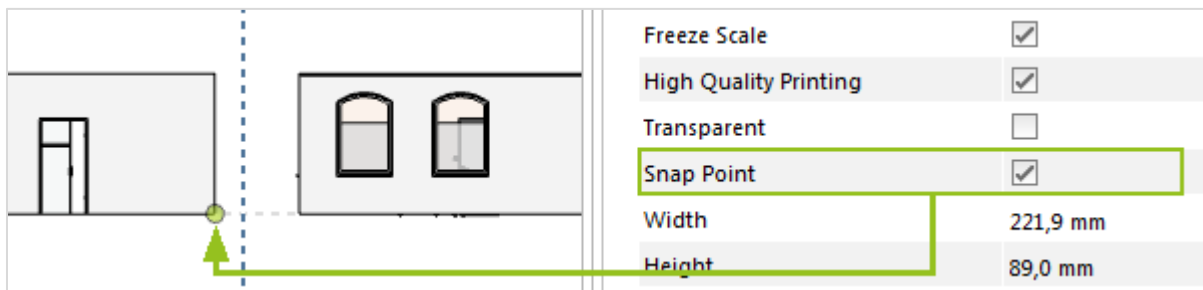 Freeze Scale
High Quality Printing
Transparent
Snap Point
Width 221,9 mm
Height 89,0 mm